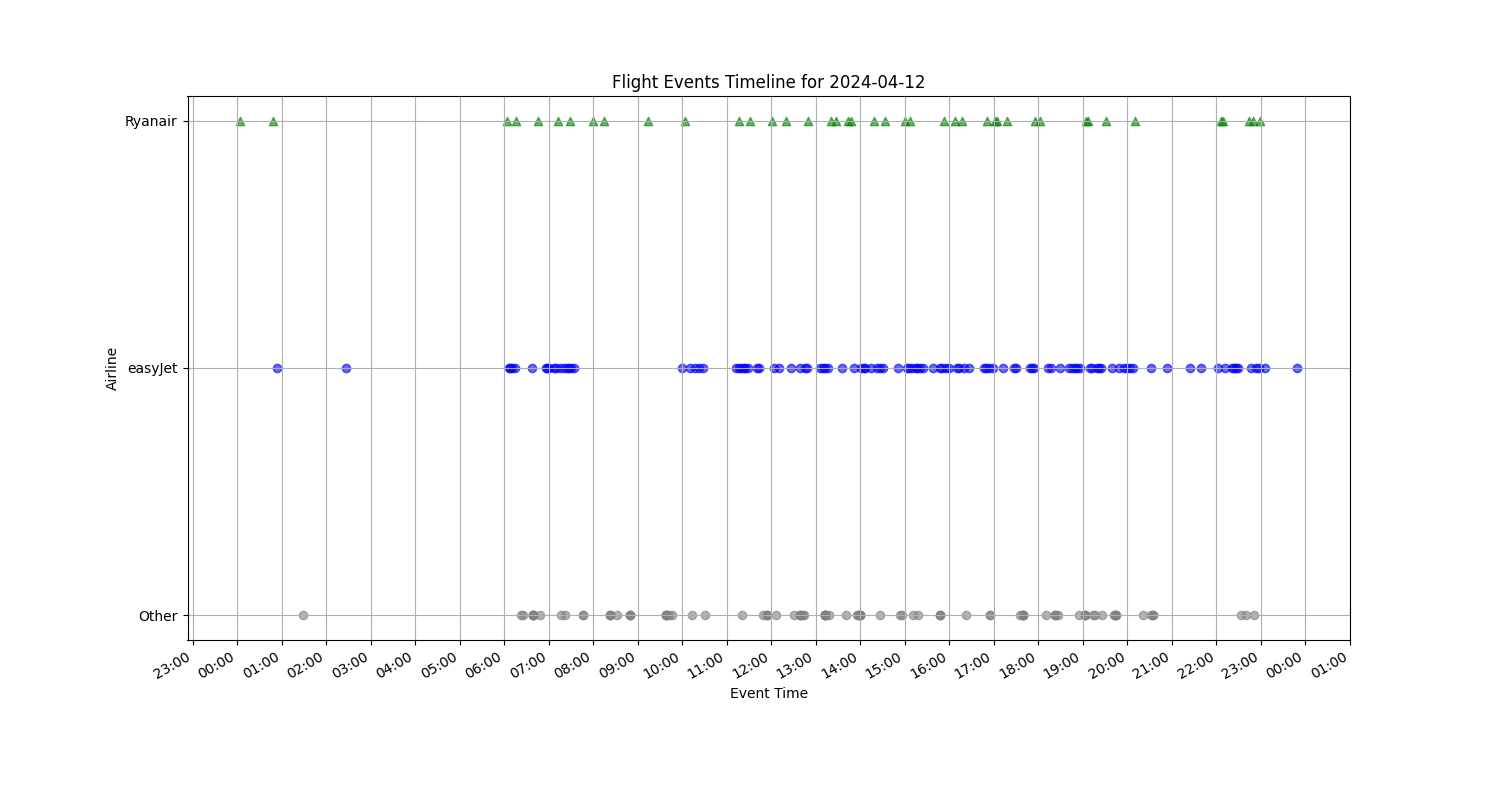 Flight Events Timeline for 2024-04-12
Ryanair
easyJet
Other
Airline
23:00 00:00 01:00 02:00 03:00 04:00 05:00 06:00 07:00 08:00 09:00 10:00 11:00 12:00 13:00 14:00 15:00 16:00 17:00 18:00 19:00 20:00 21:00 22:00 23:00 00:00 01:00
Event Time